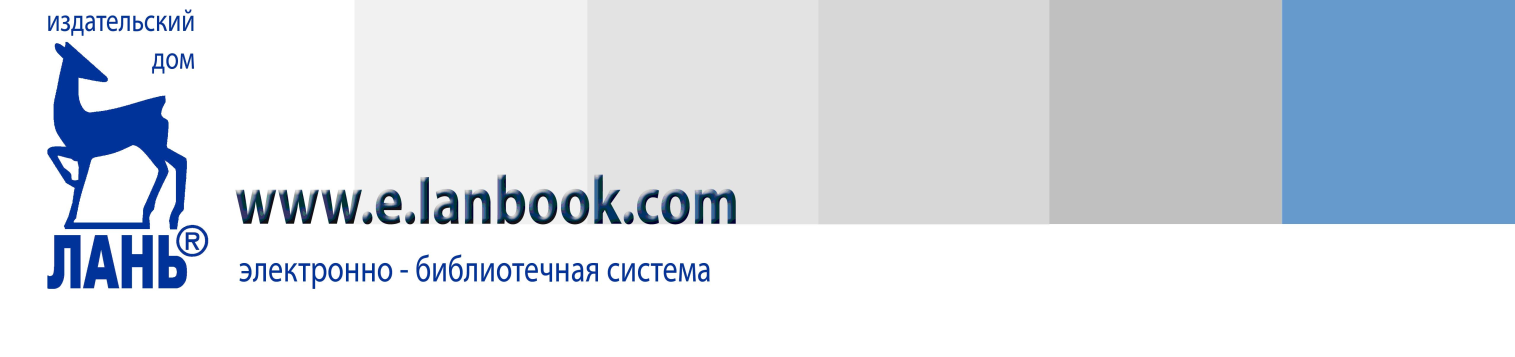 издательский
дом
ЛАНЬ®
www.e.lanbook.com
электронно - библиотечная система